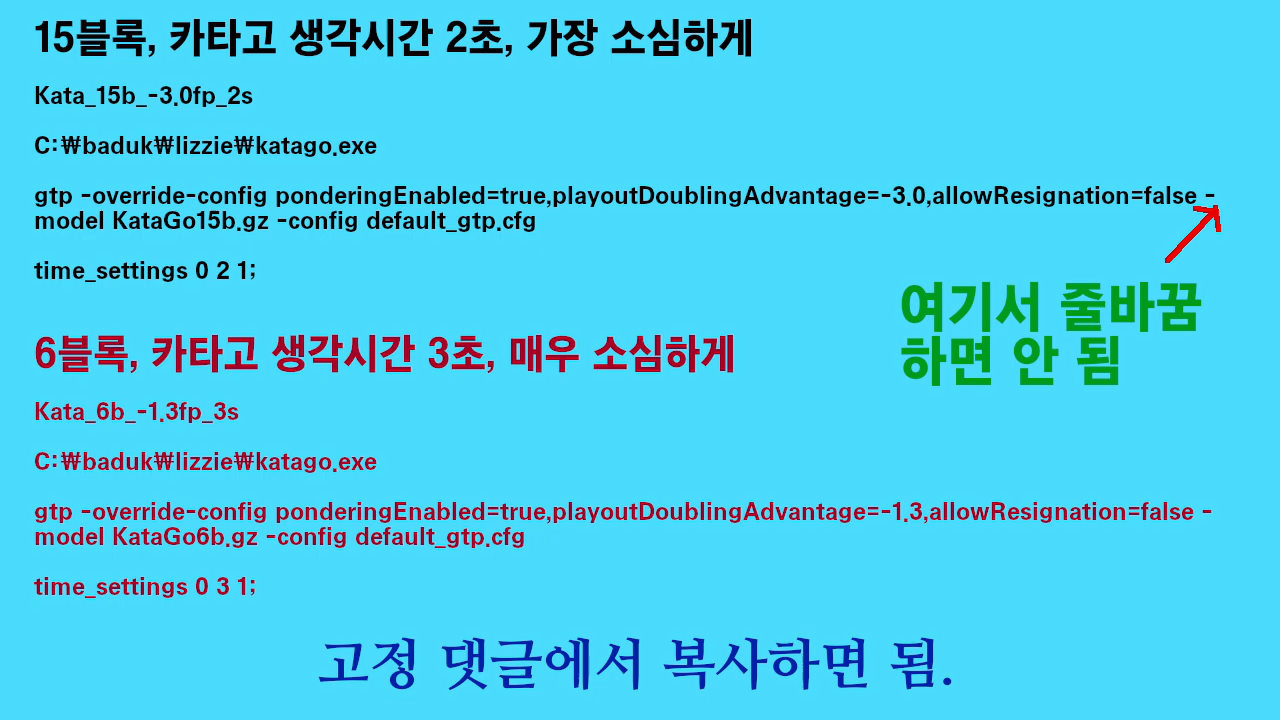 15블록, 카타고 생각시간 2초, 가장 소심하게
Kata_15b_-3.0fp_2s
C:₩baduk₩lizzie₩katago.exe
gtp -override-config ponderingEnabled=true,playoutDoublingAdvantage=-3.0,allowResignation=false -
model KataGo15b.gz -config default_gtp.cfg
time_settings 0 2 1;
여기서 줄바꿈
하면 안 됨
6블록, 카타고 생각시간 3초, 매우 소심하게
Kata_6b_-1.3fp_3s
C:₩baduk₩lizzie₩katago.exe
gtp -override-config ponderingEnabled=true,playoutDoublingAdvantage=-1.3,allowResignation=false -
model KataGo6b.gz -config default_gtp.cfg
time_settings 0 3 1;
고정 댓글에서 복사하면 됨.